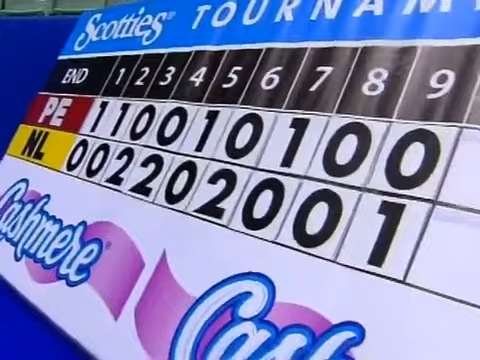 Scotties® TOURNAM
END 1 2 3 4 5 6 7 8 9
PE 1 1 0 0 1 0 1 0 0
NL 0 0 2 2 0 2 0 0 1
Cashmere